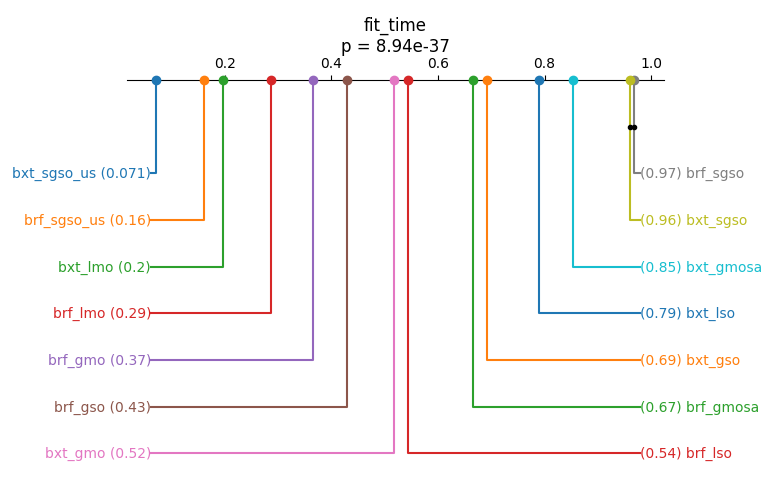 fit_time
p = 8.94e-37
0.2 0.4 0.6 0.8 1.0
bxt_sgso_us (0.071) (0.97) brf_sgso
brf_sgso_us (0.16) (0.96) bxt_sgso
bxt_lmo (0.2) (0.85) bxt_gmosa
brf_lmo (0.29) (0.79) bxt_lso
brf_gmo (0.37) (0.69) bxt_gso
brf_gso (0.43) (0.67) brf_gmosa
bxt_gmo (0.52) (0.54) brf_lso